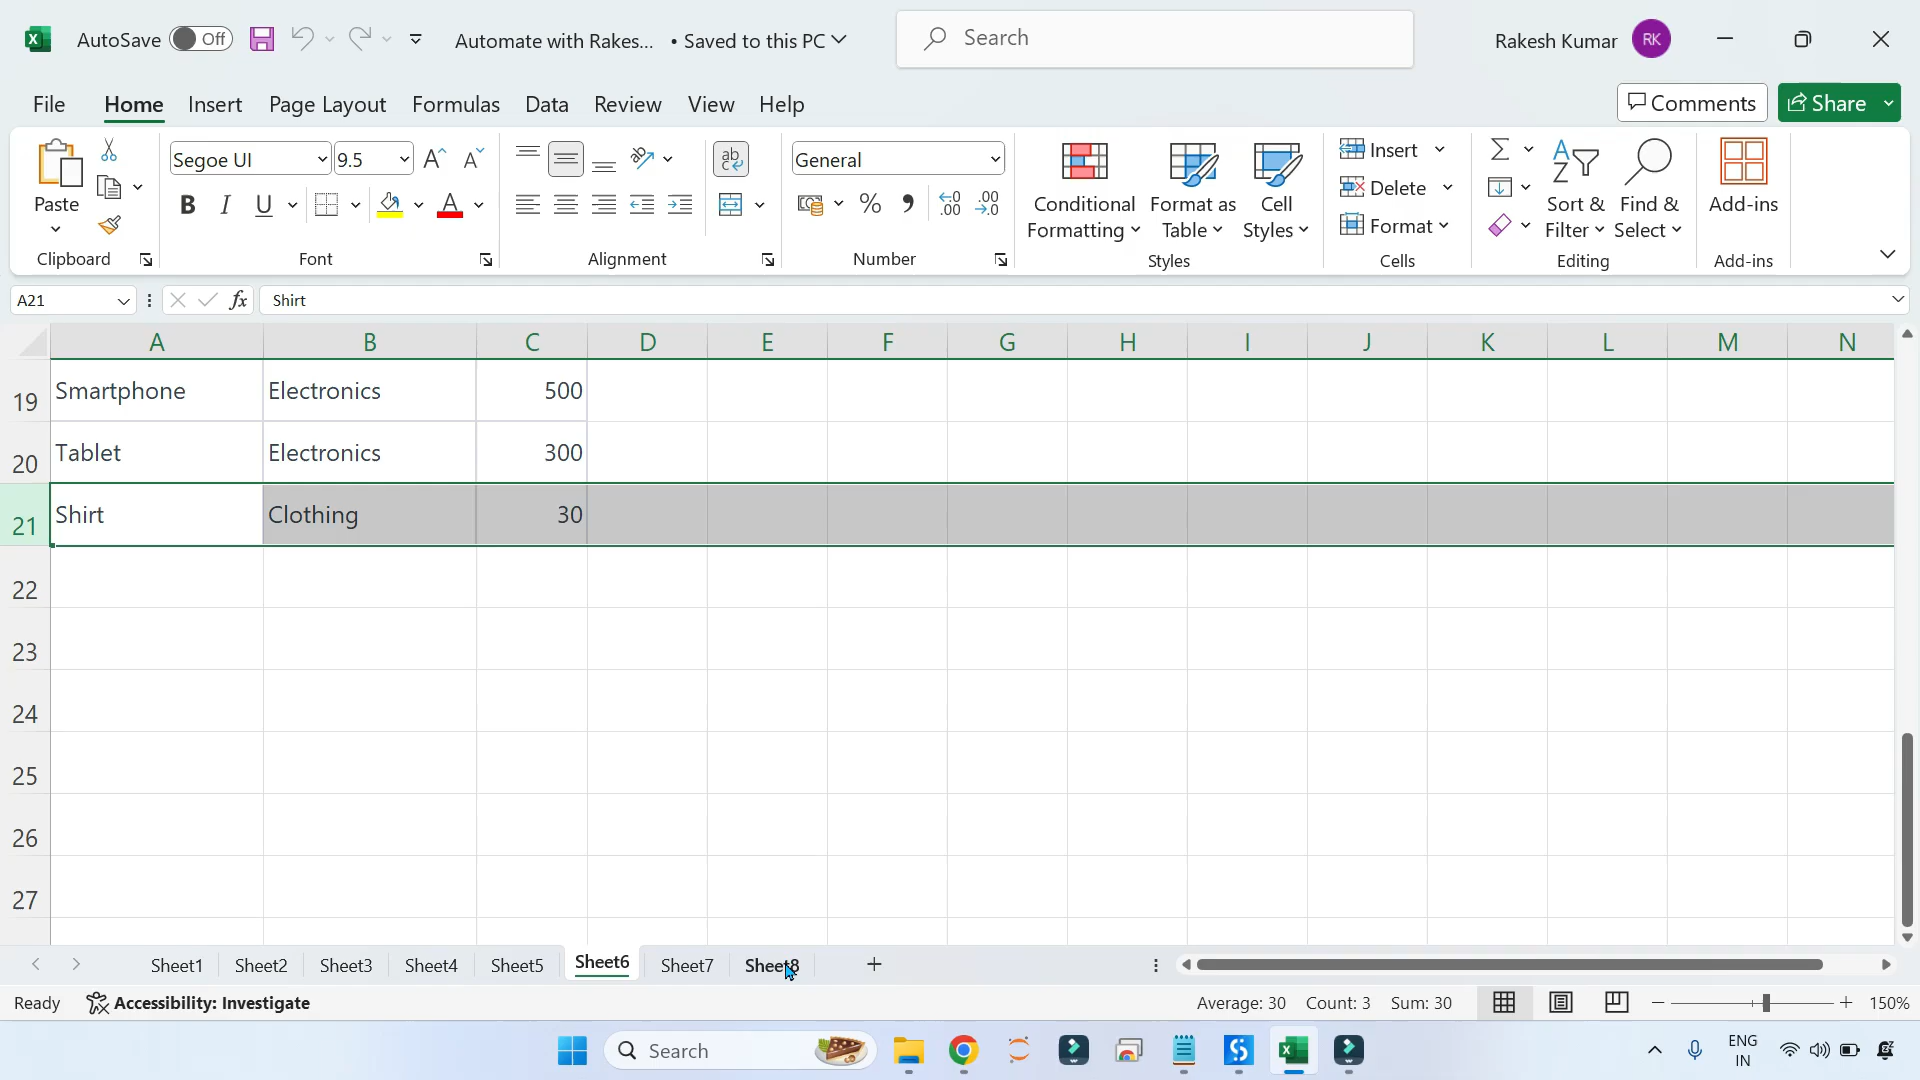 AutoSave Off Automate with Rakes... • Saved to this PC Search Rakesh Kumar RK
File Home Insert Page Layout Formulas Data Review View Help Comments Share
Paste
Clipboard
Segoe UI 9.5
B I U A
Font
Alignment
General
% ,
Number
Conditional Formatting
Format as Table
Cell Styles
Styles
Insert
Delete
Format
Cells
Sort & Filter
Find & Select
Editing
Add-ins
Add-ins
A21 fx Shirt
A B C D E F G H I J K L M N
19 Smartphone Electronics 500
20 Tablet Electronics 300
21 Shirt Clothing 30
22
23
24
25
26
27
Sheet1 Sheet2 Sheet3 Sheet4 Sheet5 Sheet6 Sheet7 Sheet8 +
Ready Accessibility: Investigate Average: 30 Count: 3 Sum: 30 150%
Search ENG
IN